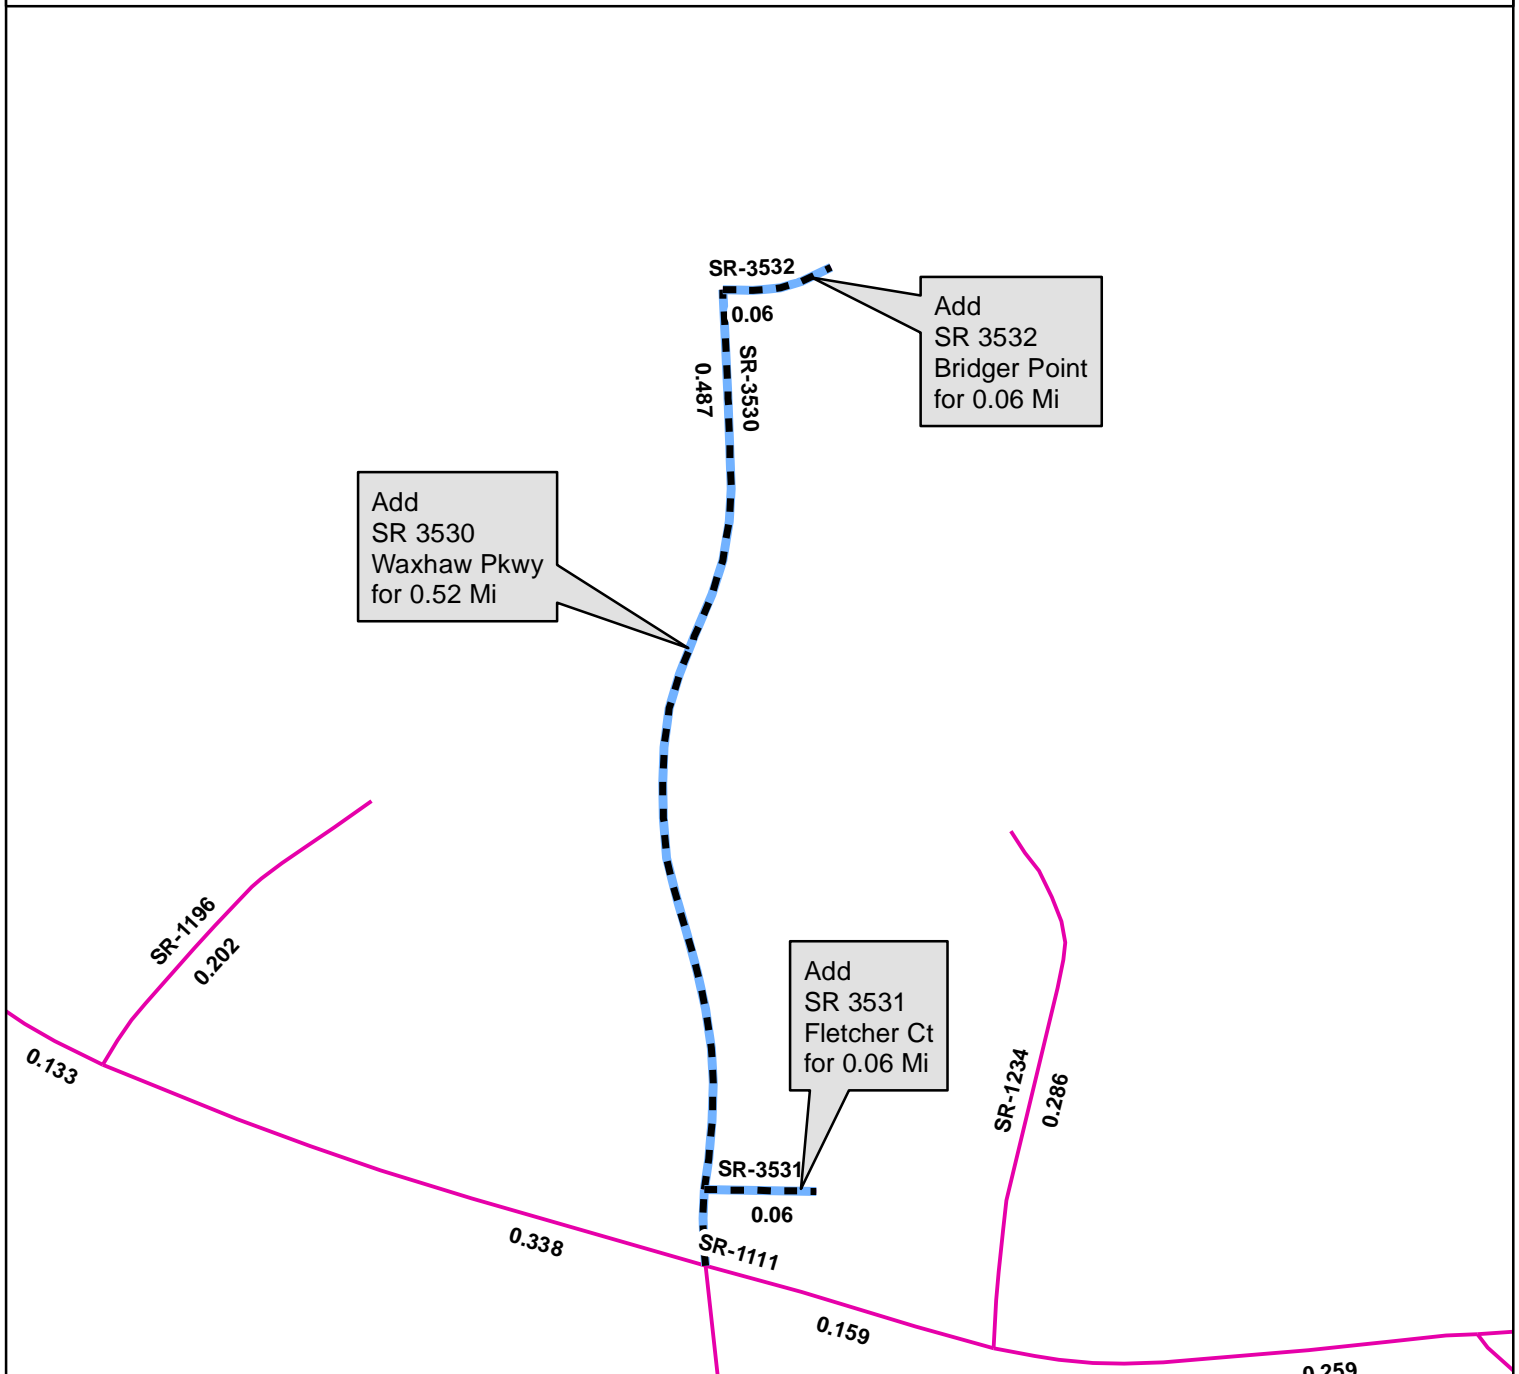 SR-3532
0.06
Add
SR 3532
Bridger Point
for 0.06 Mi
SR-3530
0.487
Add
SR 3530
Waxhaw Pkwy
for 0.52 Mi
SR-1196
0.202
Add
SR 3531
Fletcher Ct
for 0.06 Mi
SR-1234
0.286
0.133
SR-3531
0.06
0.338
SR-1111
0.159
0.259